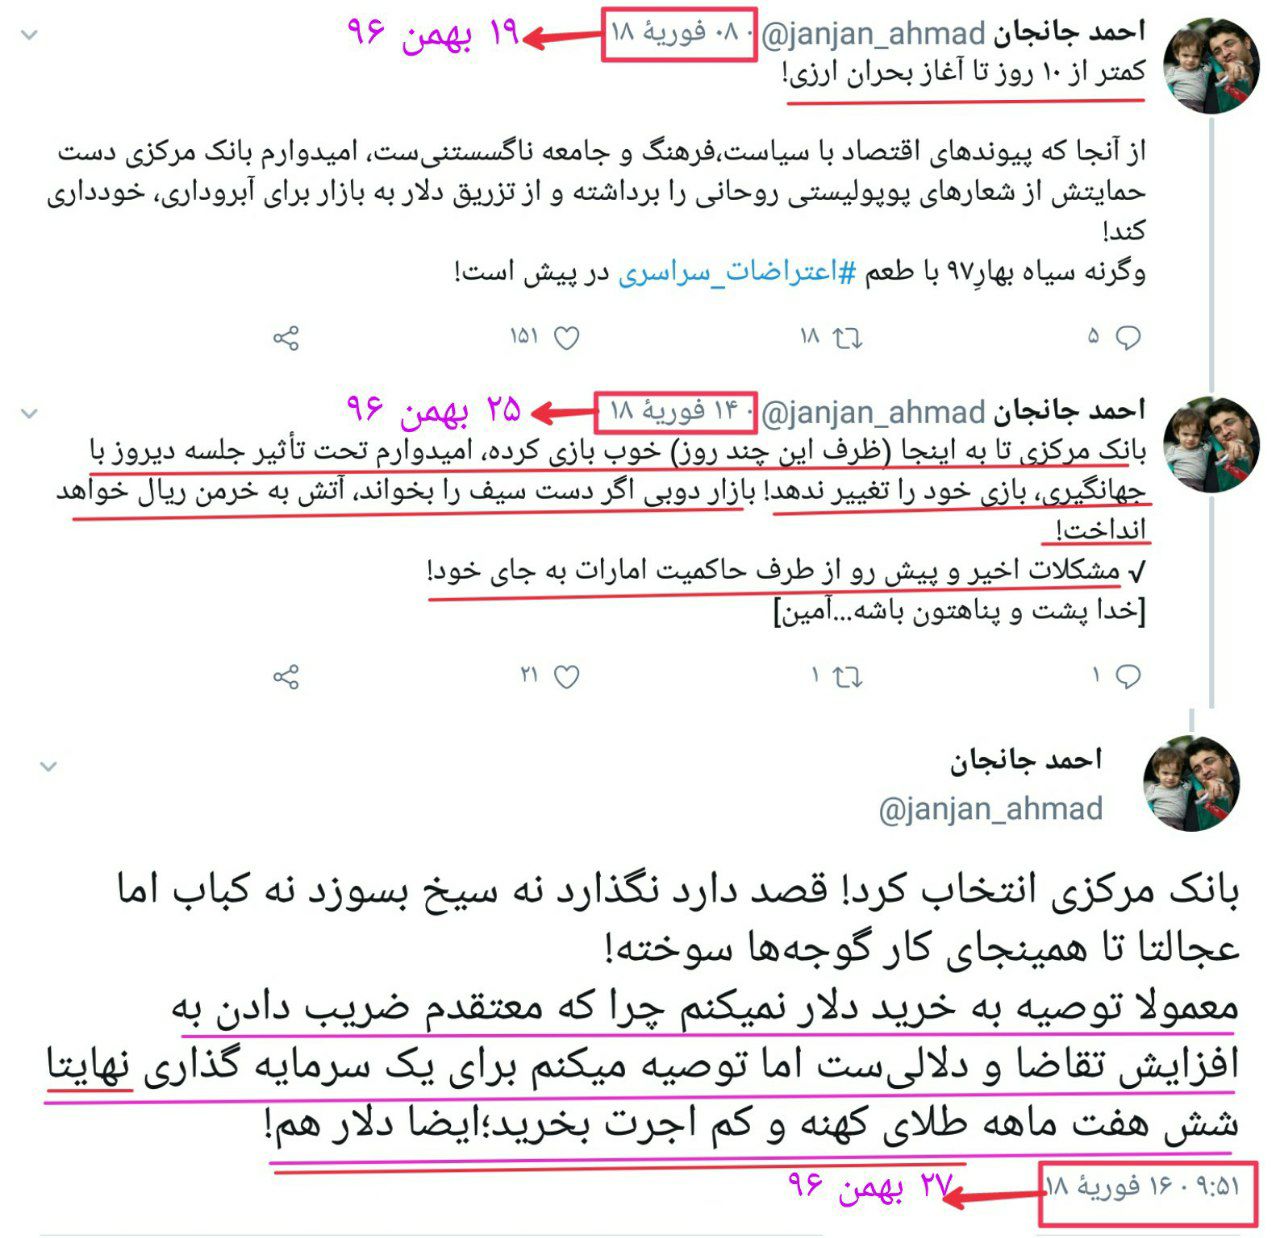 احمد جانجان @janjan_ahmad · ۰۸ فوریهٔ ۱۸ ۱۹ بهمن ۹۶
کمتر از ۱۰ روز تا آغاز بحران ارزی!
از آنجا که پیوندهای اقتصاد با سیاست،فرهنگ و جامعه ناگسستنی‌ست، امیدوارم بانک مرکزی دست
حمایتش از شعارهای پوپولیستی روحانی را برداشته و از تزریق دلار به بازار برای آبروداری، خودداری
کند!
وگرنه سیاه بهارِ۹۷ با طعم #اعتراضات_سراسری در پیش است!
۵ ۱۸ ۱۵۱
احمد جانجان @janjan_ahmad · ۱۴ فوریهٔ ۱۸ ۲۵ بهمن ۹۶
بانک مرکزی تا به اینجا (ظرف این چند روز) خوب بازی کرده، امیدوارم تحت تأثیر جلسه دیروز با
جهانگیری، بازی خود را تغییر ندهد! بازار دوبی اگر دست سیف را بخواند، آتش به خرمن ریال خواهد
انداخت!
√ مشکلات اخیر و پیش رو از طرف حاکمیت امارات به جای خود!
[خدا پشت و پناهتون باشه...آمین]
۱ ۱ ۲۱
احمد جانجان
@janjan_ahmad
بانک مرکزی انتخاب کرد! قصد دارد نگذارد نه سیخ بسوزد نه کباب اما
عجالتا تا همینجای کار گوجه‌ها سوخته!
معمولا توصیه به خرید دلار نمیکنم چرا که معتقدم ضریب دادن به
افزایش تقاضا و دلالی‌ست اما توصیه میکنم برای یک سرمایه گذاری نهایتا
شش هفت ماهه طلای کهنه و کم اجرت بخرید؛ایضا دلار هم!
۹:۵۱ · ۱۶ فوریهٔ ۱۸ ۲۷ بهمن ۹۶